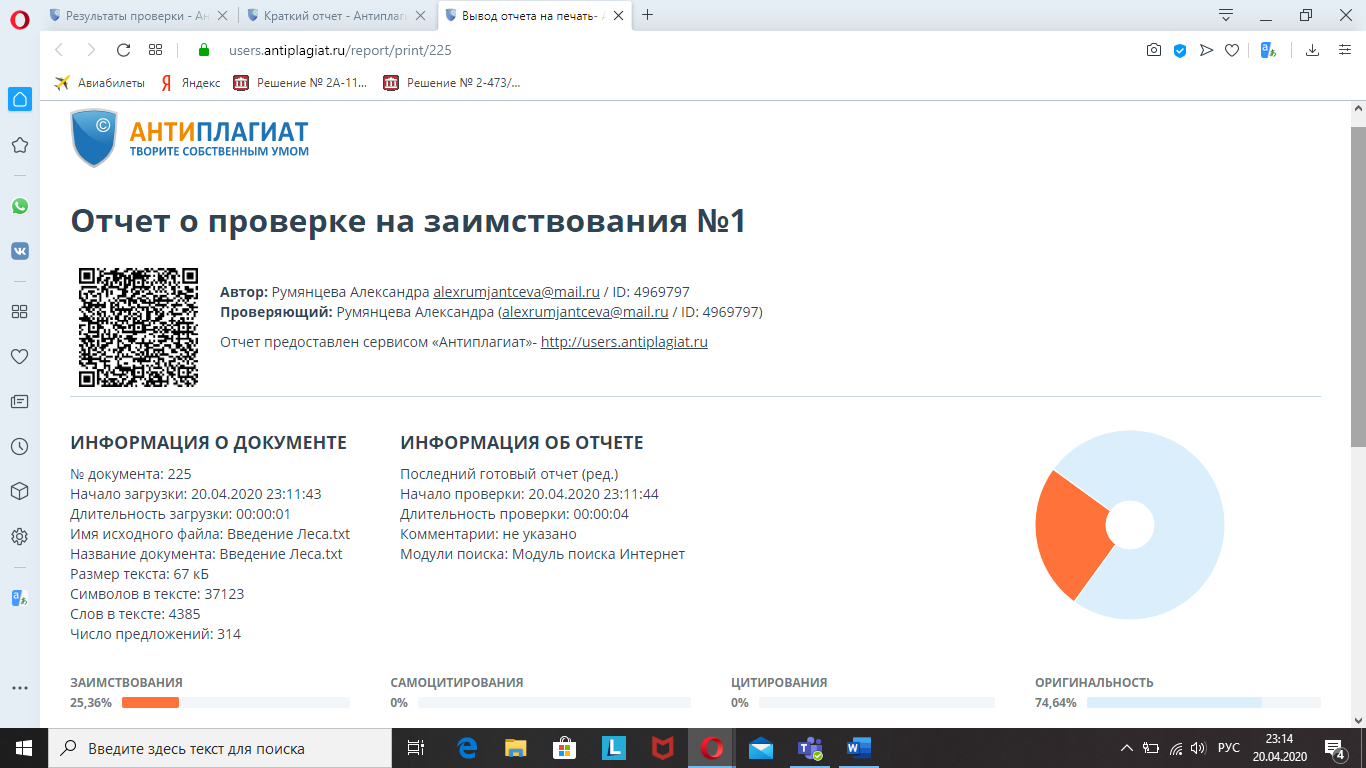 Результаты проверки - Ан
Краткий отчет - Антиплаги
Вывод отчета на печать- А
users.antiplagiat.ru/report/print/225
Авиабилеты
Яндекс
Решение № 2А-11...
Решение № 2-473/...
©
АНТИПЛАГИАТ
ТВОРИТЕ СОБСТВЕННЫМ УМОМ
Отчет о проверке на заимствования №1
Автор: Румянцева Александра alexrumjantceva@mail.ru / ID: 4969797
Проверяющий: Румянцева Александра (alexrumjantceva@mail.ru / ID: 4969797)
Отчет предоставлен сервисом «Антиплагиат»- http://users.antiplagiat.ru
ИНФОРМАЦИЯ О ДОКУМЕНТЕ
№ документа: 225
Начало загрузки: 20.04.2020 23:11:43
Длительность загрузки: 00:00:01
Имя исходного файла: Введение Леса.txt
Название документа: Введение Леса.txt
Размер текста: 67 кБ
Символов в тексте: 37123
Слов в тексте: 4385
Число предложений: 314
ИНФОРМАЦИЯ ОБ ОТЧЕТЕ
Последний готовый отчет (ред.)
Начало проверки: 20.04.2020 23:11:44
Длительность проверки: 00:00:04
Комментарии: не указано
Модули поиска: Модуль поиска Интернет
ЗАИМСТВОВАНИЯ
25,36%
САМОЦИТИРОВАНИЯ
0%
ЦИТИРОВАНИЯ
0%
ОРИГИНАЛЬНОСТЬ
74,64%
Введите здесь текст для поиска
РУС
23:14
20.04.2020
4